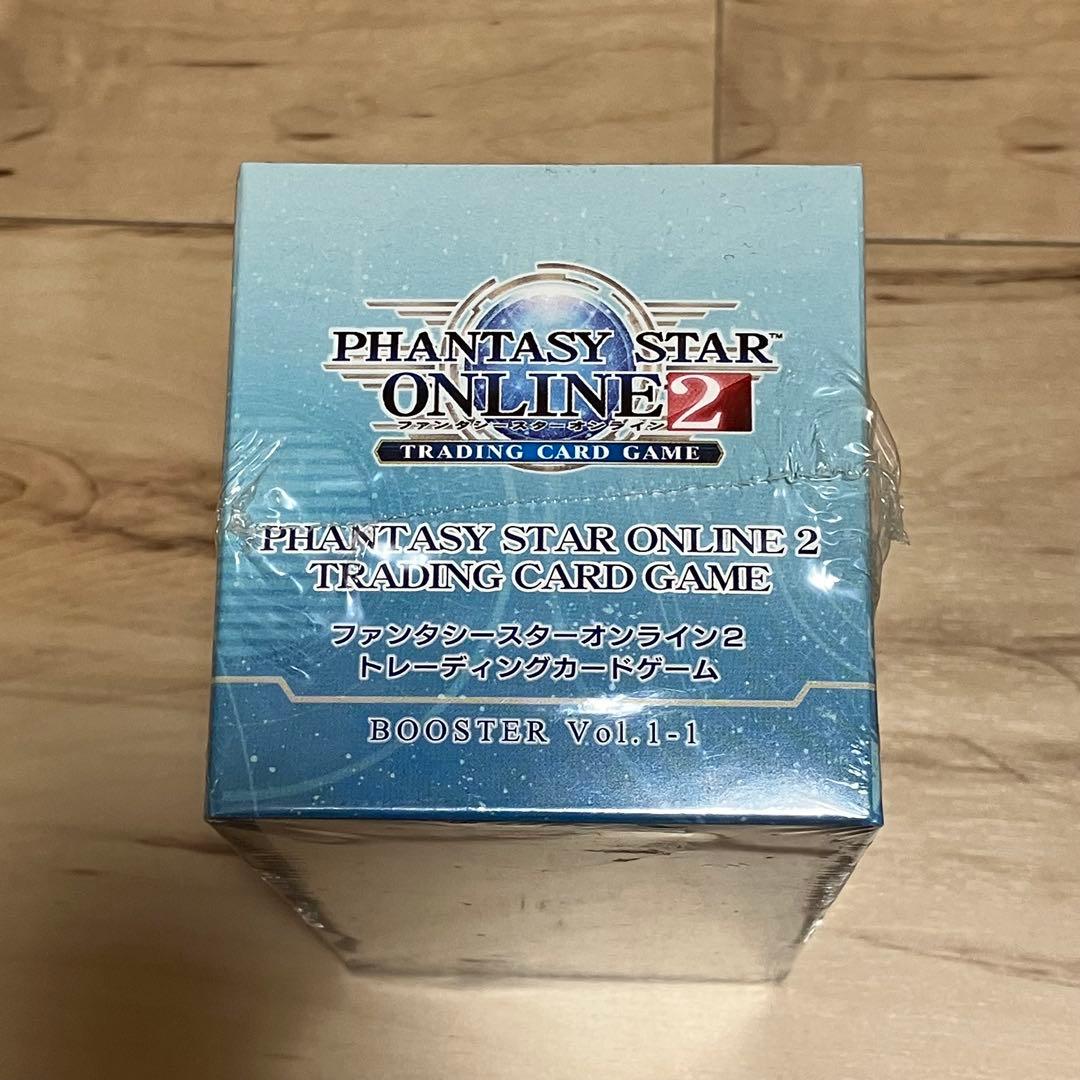 PHANTASY STAR™
ONLINE 2
ファンタシースターオンライン
TRADING CARD GAME
PHANTASY STAR ONLINE 2
TRADING CARD GAME
ファンタシースターオンライン2
トレーディングカードゲーム
BOOSTER Vol.1-1